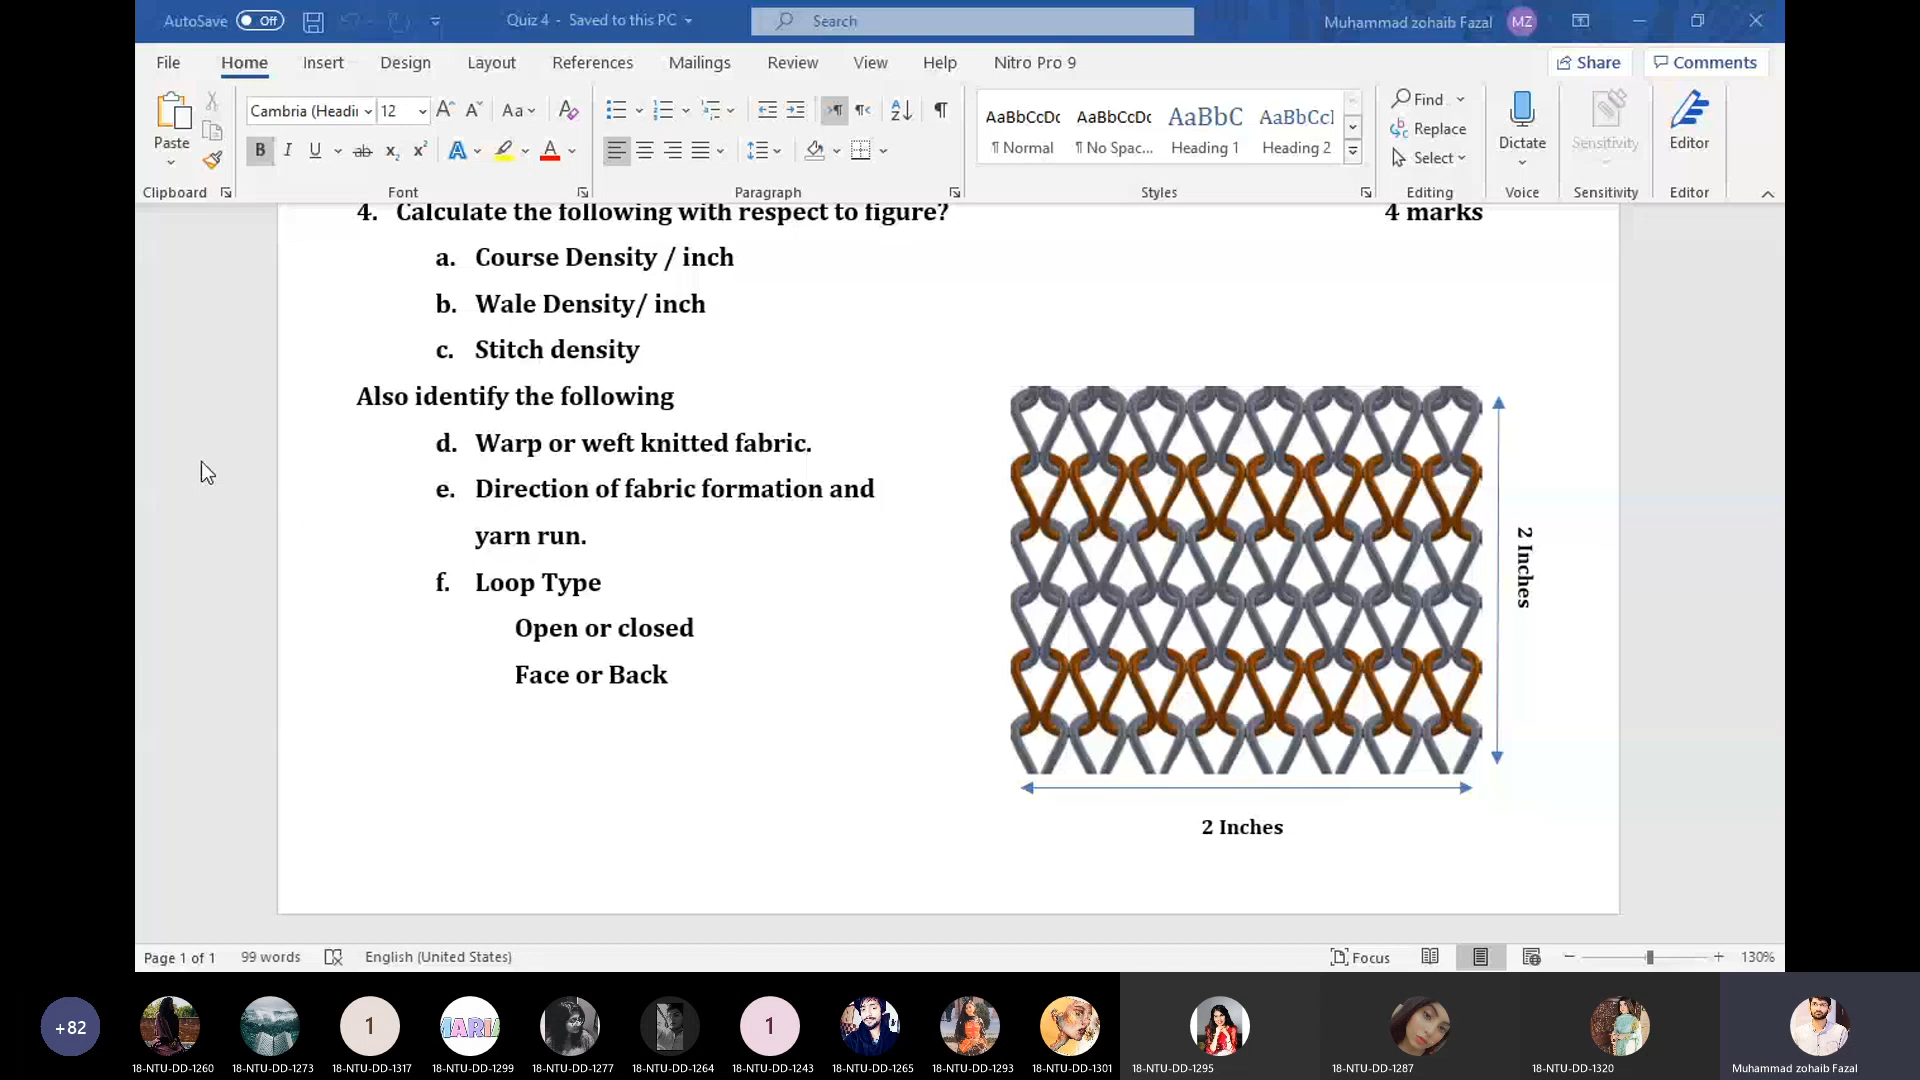 AutoSave Off Quiz 4 - Saved to this PC Search Muhammad zohaib Fazal MZ
File Home Insert Design Layout References Mailings Review View Help Nitro Pro 9 Share Comments
Cambria (Headi 12 Aa AaBbCcDc AaBbCcDc AaBbC AaBbCcI Find
Paste Replace Dictate Sensitivity Editor
B I U ab x₂ x² A A ¶ Normal ¶ No Spac... Heading 1 Heading 2 Select
Clipboard Font Paragraph Styles Editing Voice Sensitivity Editor
4. Calculate the following with respect to figure? 4 marks
a. Course Density / inch
b. Wale Density/ inch
c. Stitch density
Also identify the following
d. Warp or weft knitted fabric.
e. Direction of fabric formation and
yarn run.
f. Loop Type
Open or closed
Face or Back
2 Inches
2 Inches
Page 1 of 1 99 words English (United States) Focus 130%
+82 1 MARIA 1
18-NTU-DD-1260 18-NTU-DD-1273 18-NTU-DD-1317 18-NTU-DD-1299 18-NTU-DD-1277 18-NTU-DD-1264 18-NTU-DD-1243 18-NTU-DD-1265 18-NTU-DD-1293 18-NTU-DD-1301 18-NTU-DD-1295 18-NTU-DD-1287 18-NTU-DD-1320 Muhammad zohaib Fazal